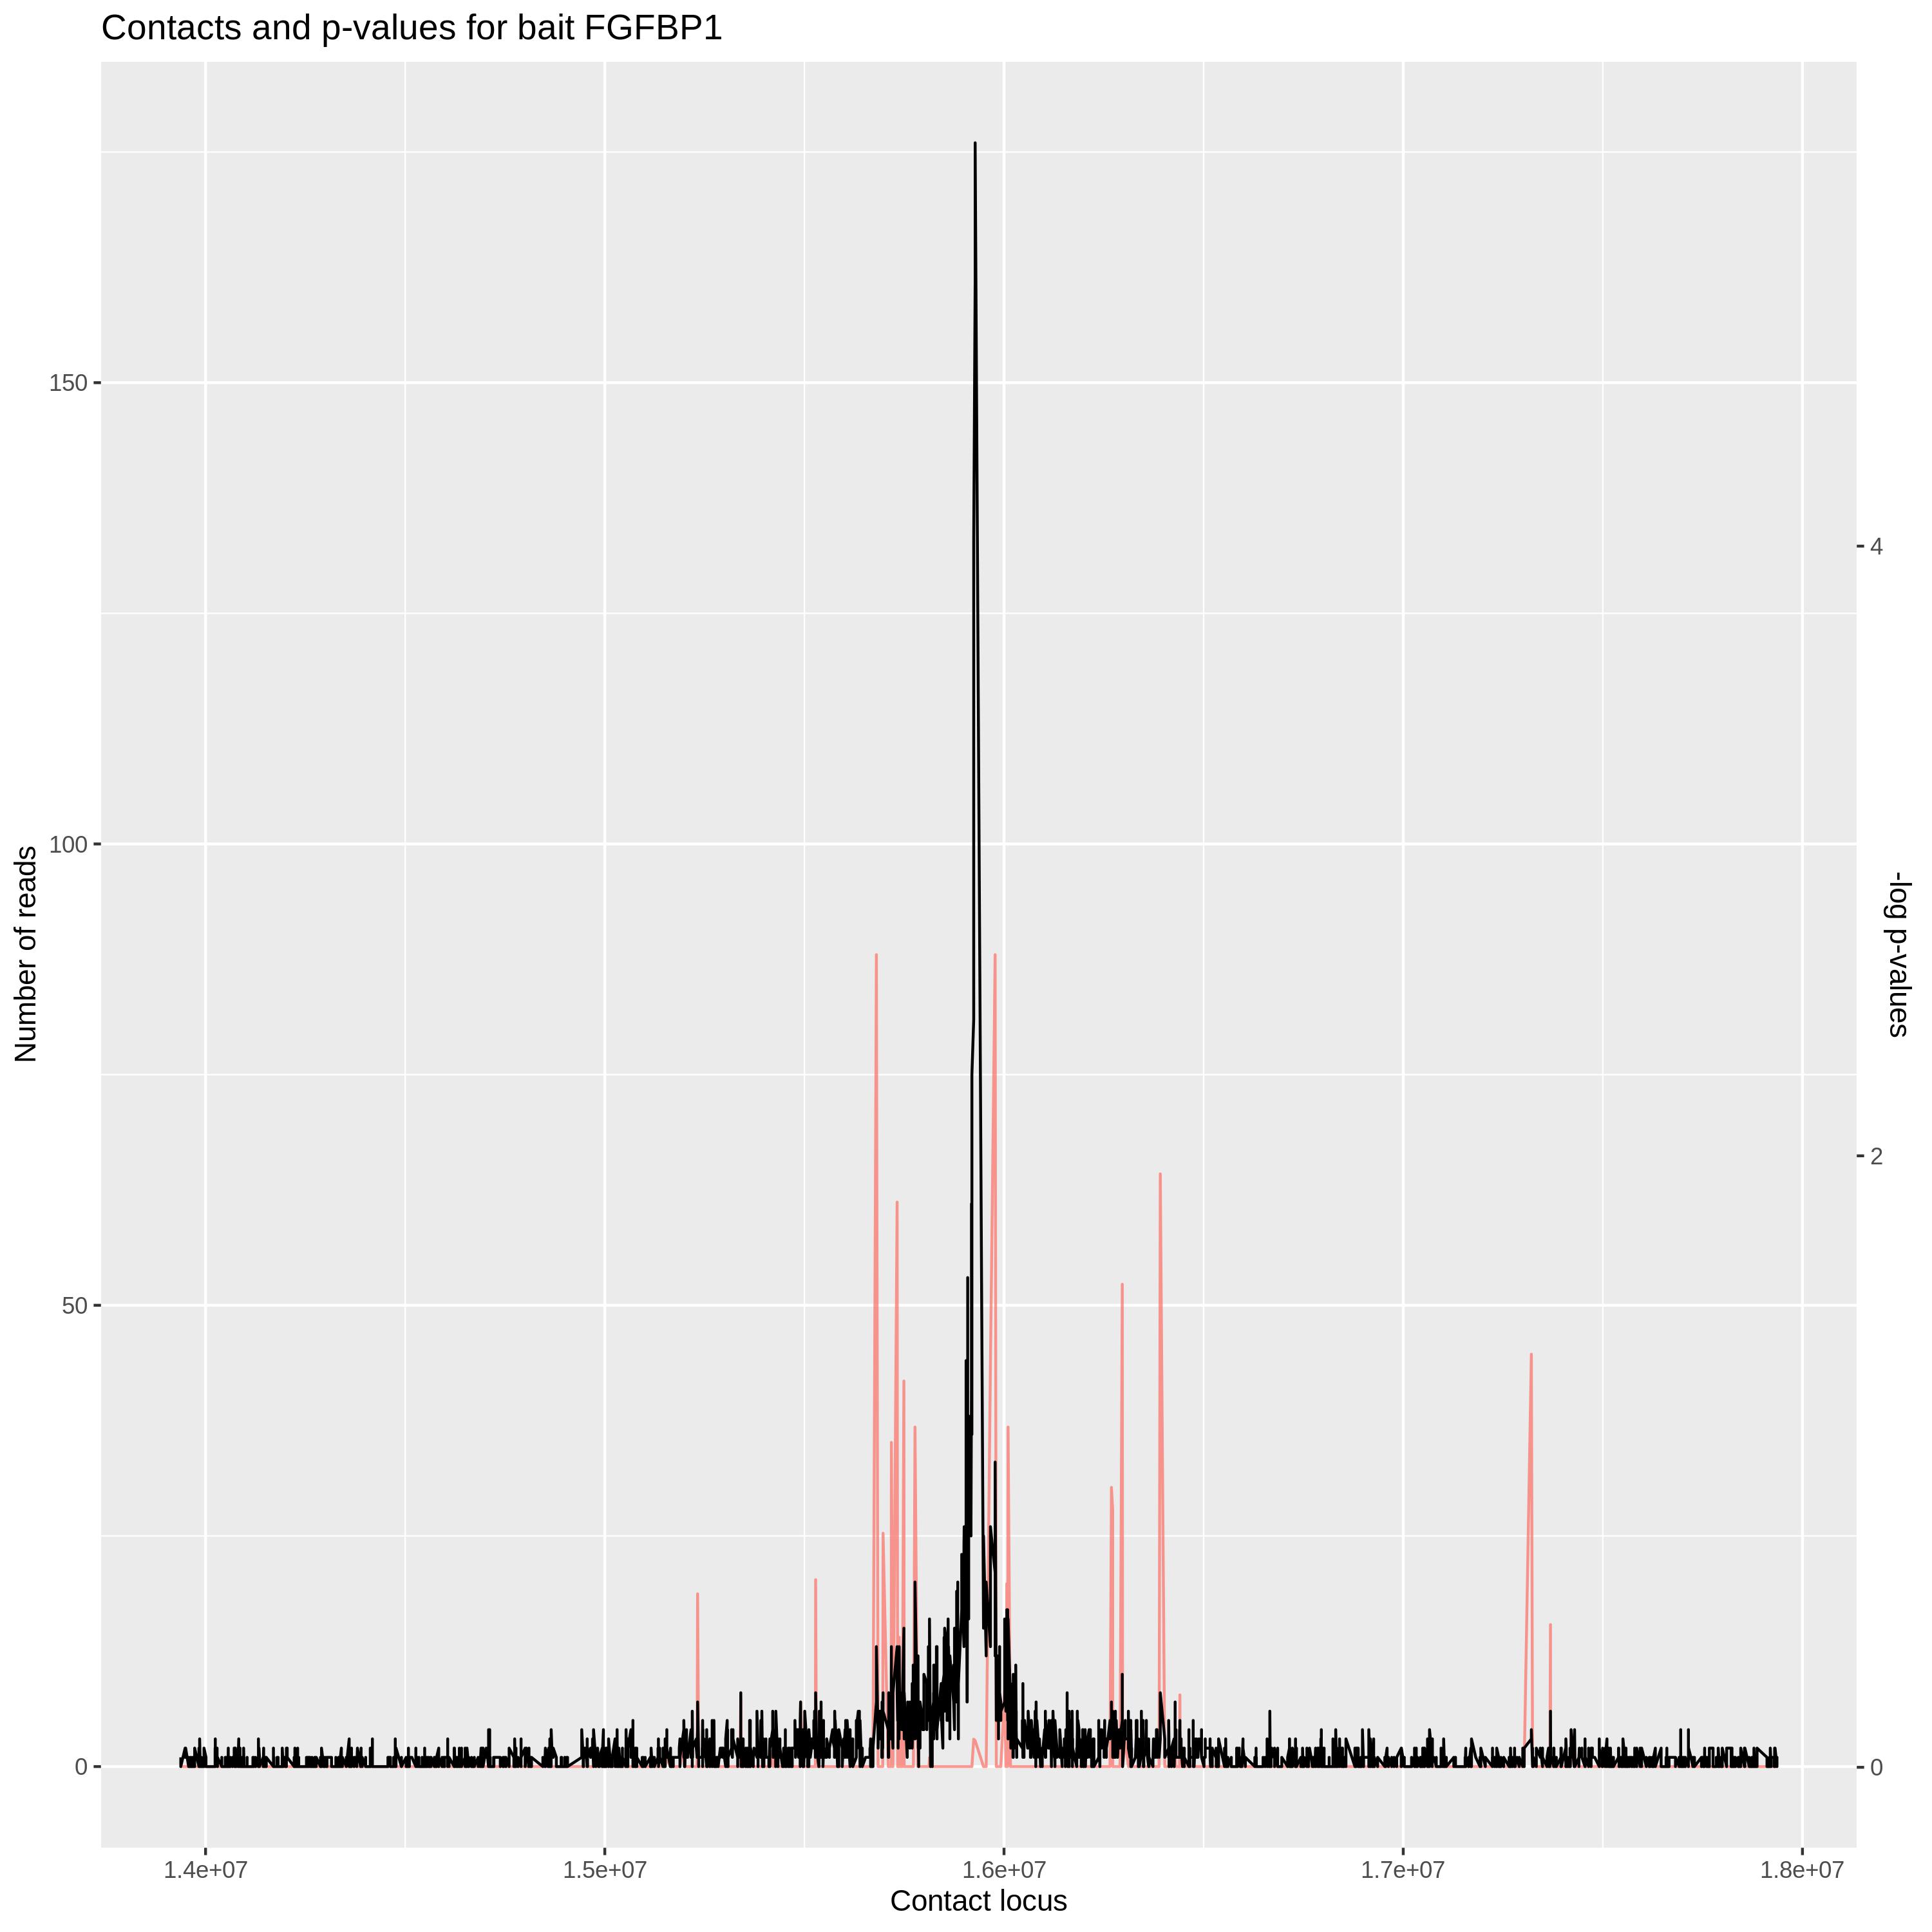 Contacts and p-values for bait FGFBP1
Number of reads
150
100
50
0
4
2
0
-log p-values
1.4e+07
1.5e+07
1.6e+07
1.7e+07
1.8e+07
Contact locus